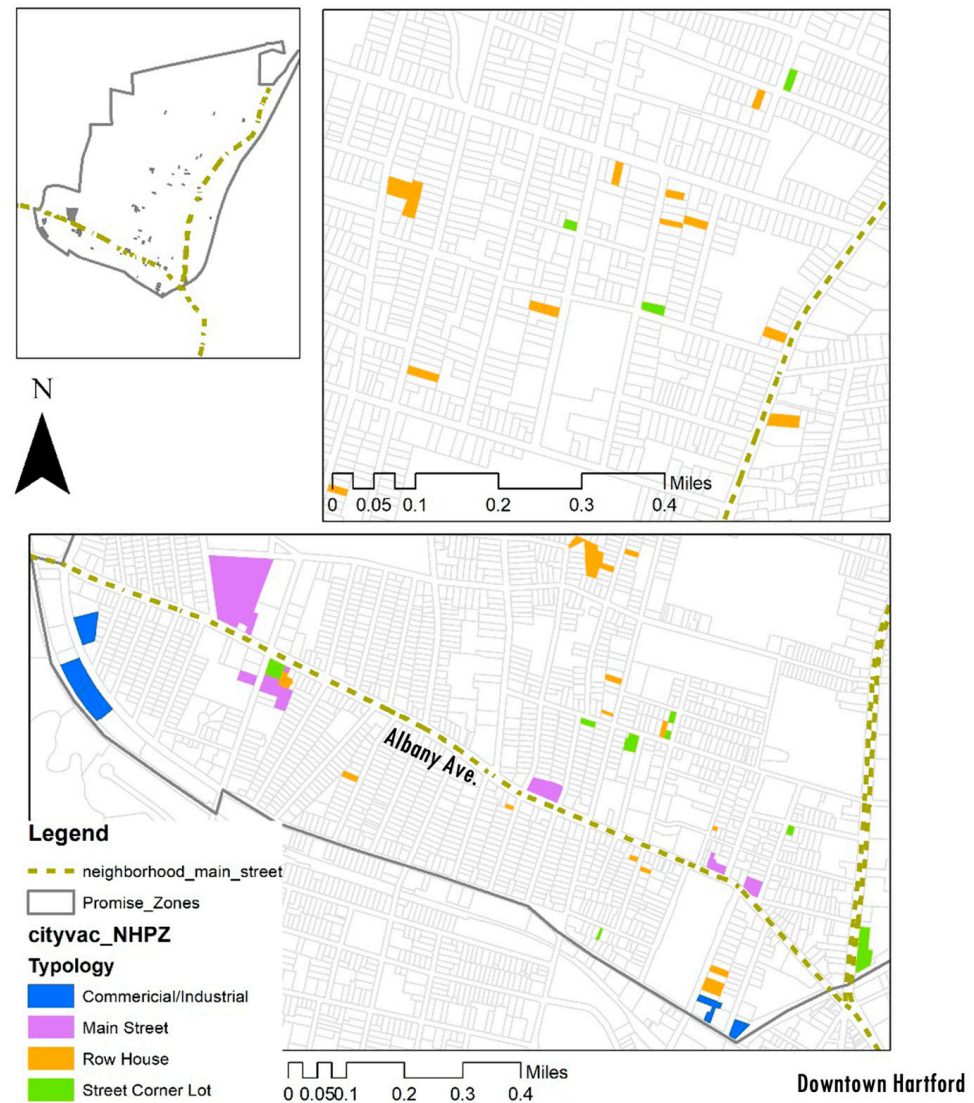 N
Miles
0 0.05 0.1 0.2 0.3 0.4
Albany Ave.
Legend
neighborhood_main_street
Promise_Zones
cityvac_NHPZ
Typology
Commericial/Industrial
Main Street
Row House
Street Corner Lot
Miles
0 0.050.1 0.2 0.3 0.4
Downtown Hartford